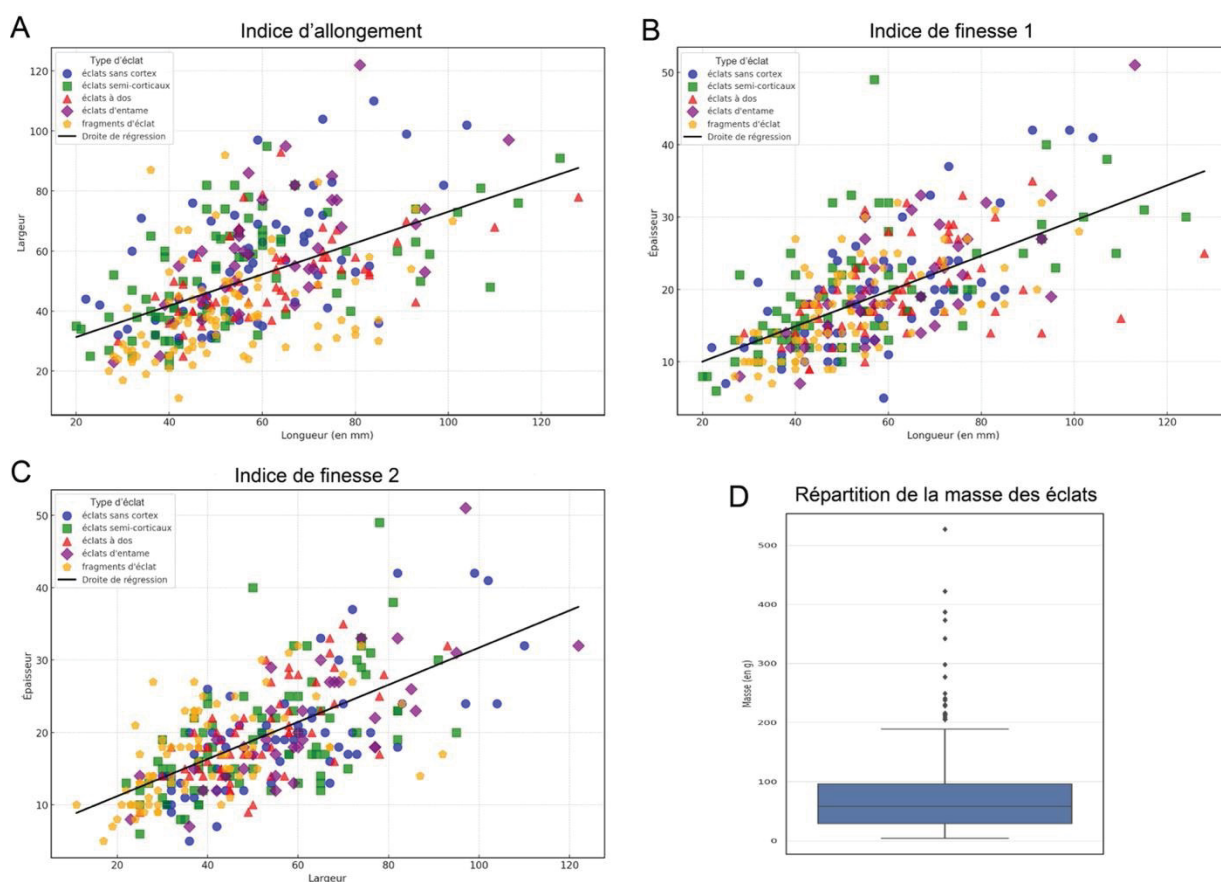 A
Indice d'allongement
Type d'éclat
éclats sans cortex
éclats semi-corticaux
éclats à dos
éclats d'entame
fragments d'éclat
Droite de régression
120
100
80
60
40
20
Largeur
20 40 60 80 100 120
Longueur (en mm)
B
Indice de finesse 1
Type d'éclat
éclats sans cortex
éclats semi-corticaux
éclats à dos
éclats d'entame
fragments d'éclat
Droite de régression
50
40
30
20
10
Épaisseur
20 40 60 80 100 120
Longueur (en mm)
C
Indice de finesse 2
Type d'éclat
éclats sans cortex
éclats semi-corticaux
éclats à dos
éclats d'entame
fragments d'éclat
Droite de régression
50
40
30
20
10
Épaisseur
20 40 60 80 100 120
Largeur
D
Répartition de la masse des éclats
500
400
300
200
100
0
Masse (en g)